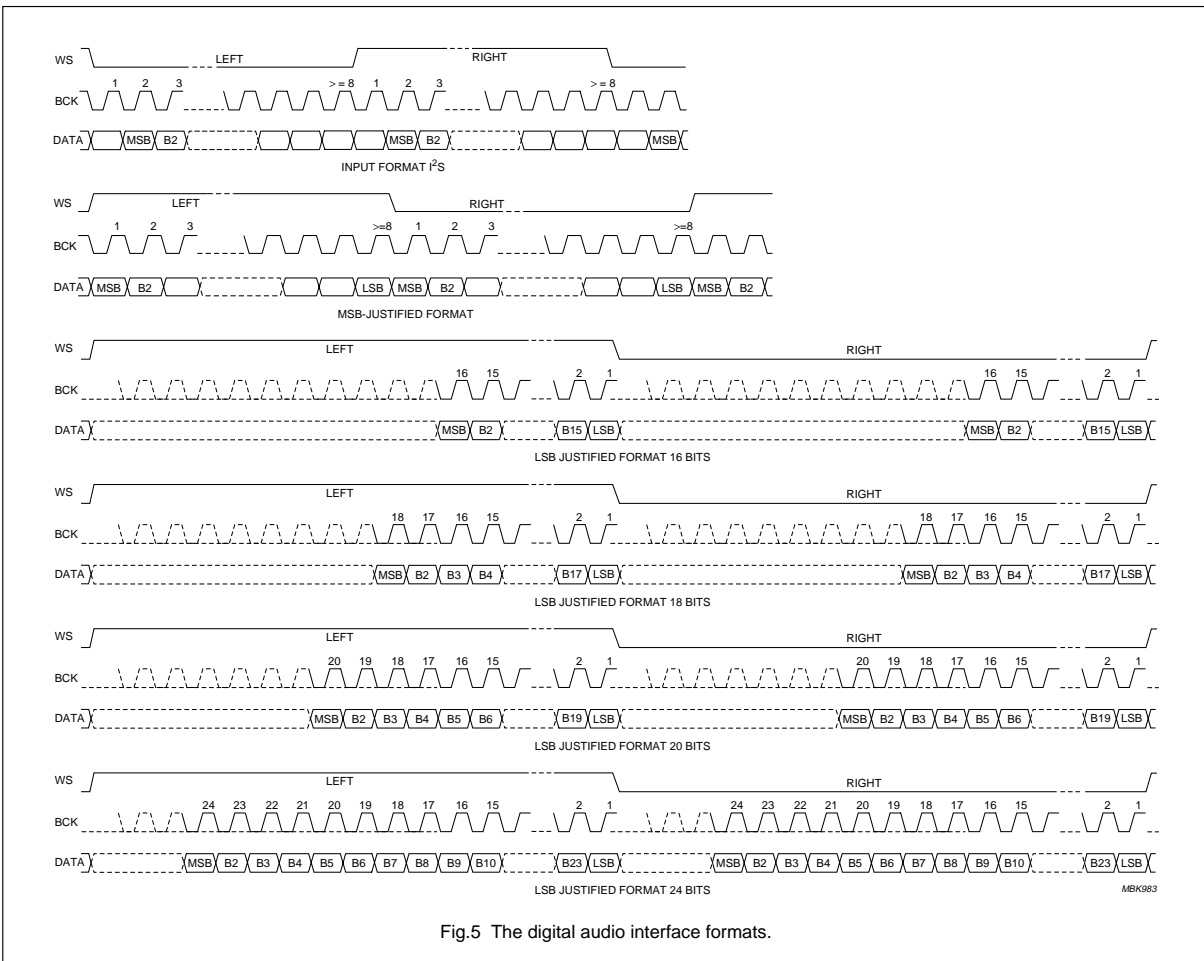 WS LEFT RIGHT
1 2 3 > = 8 1 2 3 > = 8
BCK
DATA MSB B2 MSB B2 MSB
INPUT FORMAT I²S
WS LEFT RIGHT
1 2 3 >=8 1 2 3 >=8
BCK
DATA MSB B2 LSB MSB B2 LSB MSB B2
MSB-JUSTIFIED FORMAT
WS LEFT RIGHT
16 15 2 1 16 15 2 1
BCK
DATA MSB B2 B15 LSB MSB B2 B15 LSB
LSB JUSTIFIED FORMAT 16 BITS
WS LEFT RIGHT
18 17 16 15 2 1 18 17 16 15 2 1
BCK
DATA MSB B2 B3 B4 B17 LSB MSB B2 B3 B4 B17 LSB
LSB JUSTIFIED FORMAT 18 BITS
WS LEFT RIGHT
20 19 18 17 16 15 2 1 20 19 18 17 16 15 2 1
BCK
DATA MSB B2 B3 B4 B5 B6 B19 LSB MSB B2 B3 B4 B5 B6 B19 LSB
LSB JUSTIFIED FORMAT 20 BITS
WS LEFT RIGHT
24 23 22 21 20 19 18 17 16 15 2 1 24 23 22 21 20 19 18 17 16 15 2 1
BCK
DATA MSB B2 B3 B4 B5 B6 B7 B8 B9 B10 B23 LSB MSB B2 B3 B4 B5 B6 B7 B8 B9 B10 B23 LSB
LSB JUSTIFIED FORMAT 24 BITS
MBK983
Fig.5 The digital audio interface formats.